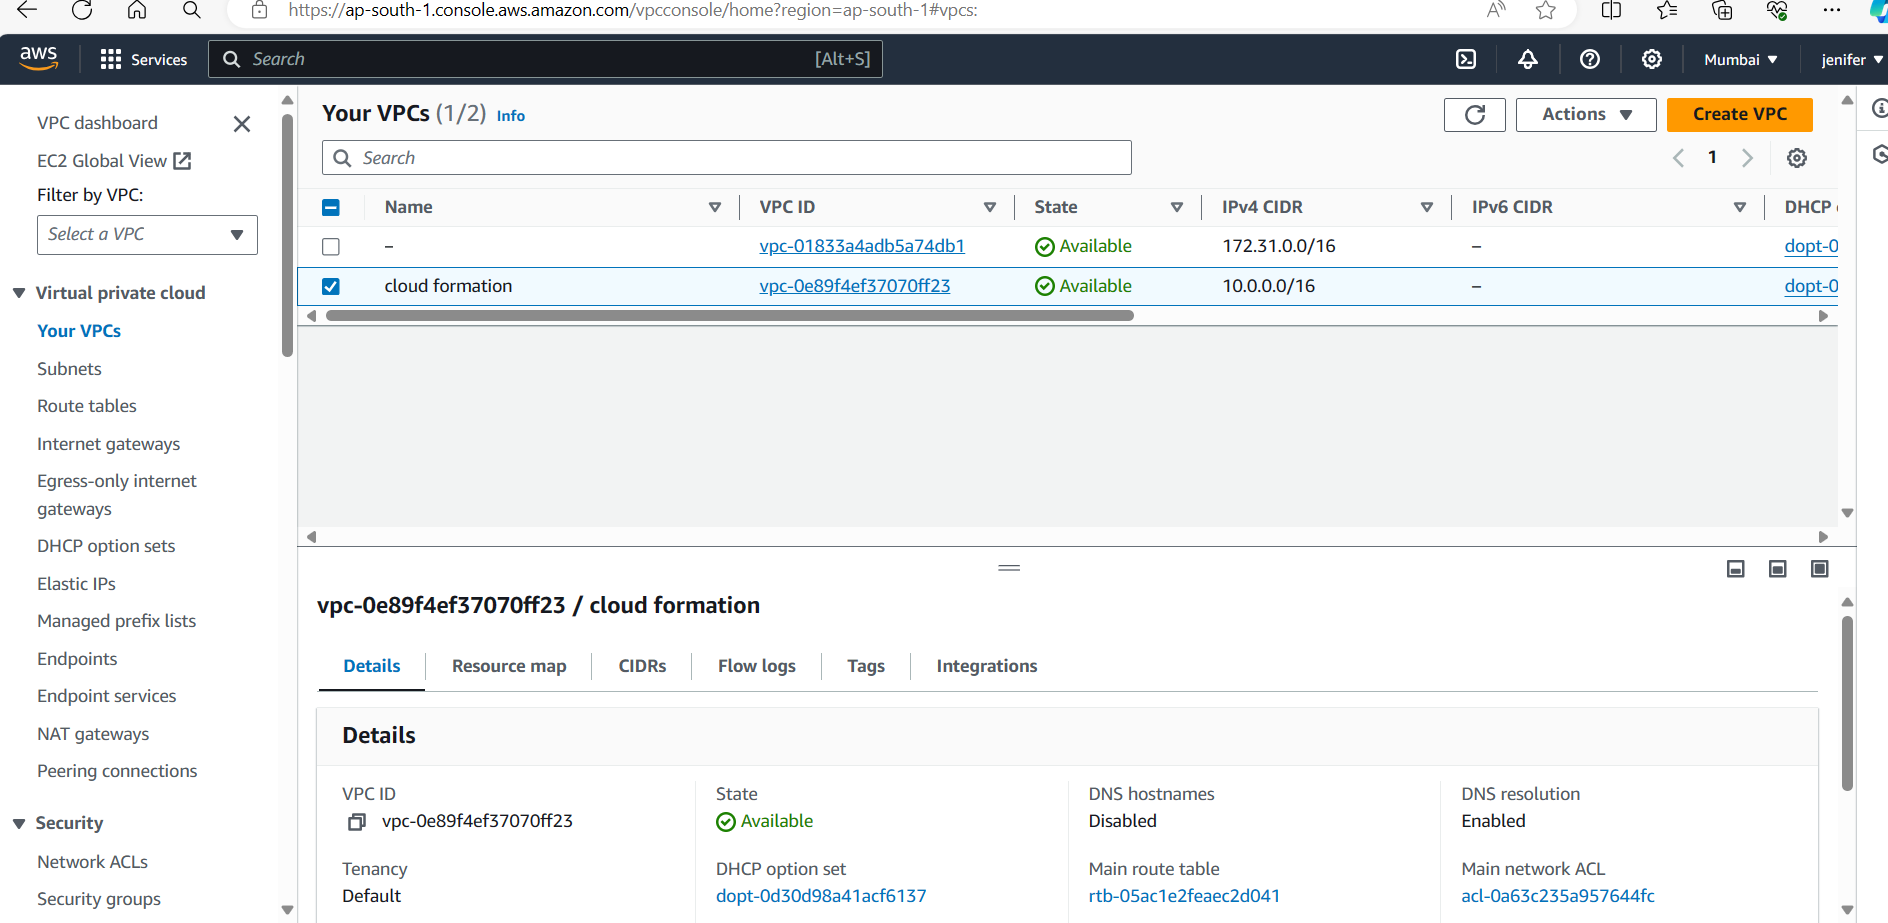 https://ap-south-1.console.aws.amazon.com/vpcconsole/home?region=ap-south-1#vpcs:
aws
Services
Search
[Alt+S]
Mumbai
jenifer
VPC dashboard
EC2 Global View
Filter by VPC:
Select a VPC
Virtual private cloud
Your VPCs
Subnets
Route tables
Internet gateways
Egress-only internet
gateways
DHCP option sets
Elastic IPs
Managed prefix lists
Endpoints
Endpoint services
NAT gateways
Peering connections
Security
Network ACLs
Security groups
Your VPCs (1/2) Info
Actions
Create VPC
Search
1
Name VPC ID State IPv4 CIDR IPv6 CIDR DHCP
– vpc-01833a4adb5a74db1 Available 172.31.0.0/16 – dopt-0
cloud formation vpc-0e89f4ef37070ff23 Available 10.0.0.0/16 – dopt-0
vpc-0e89f4ef37070ff23 / cloud formation
Details Resource map CIDRs Flow logs Tags Integrations
Details
VPC ID
vpc-0e89f4ef37070ff23
State
Available
DNS hostnames
Disabled
DNS resolution
Enabled
Tenancy
Default
DHCP option set
dopt-0d30d98a41acf6137
Main route table
rtb-05ac1e2feaec2d041
Main network ACL
acl-0a63c235a957644fc